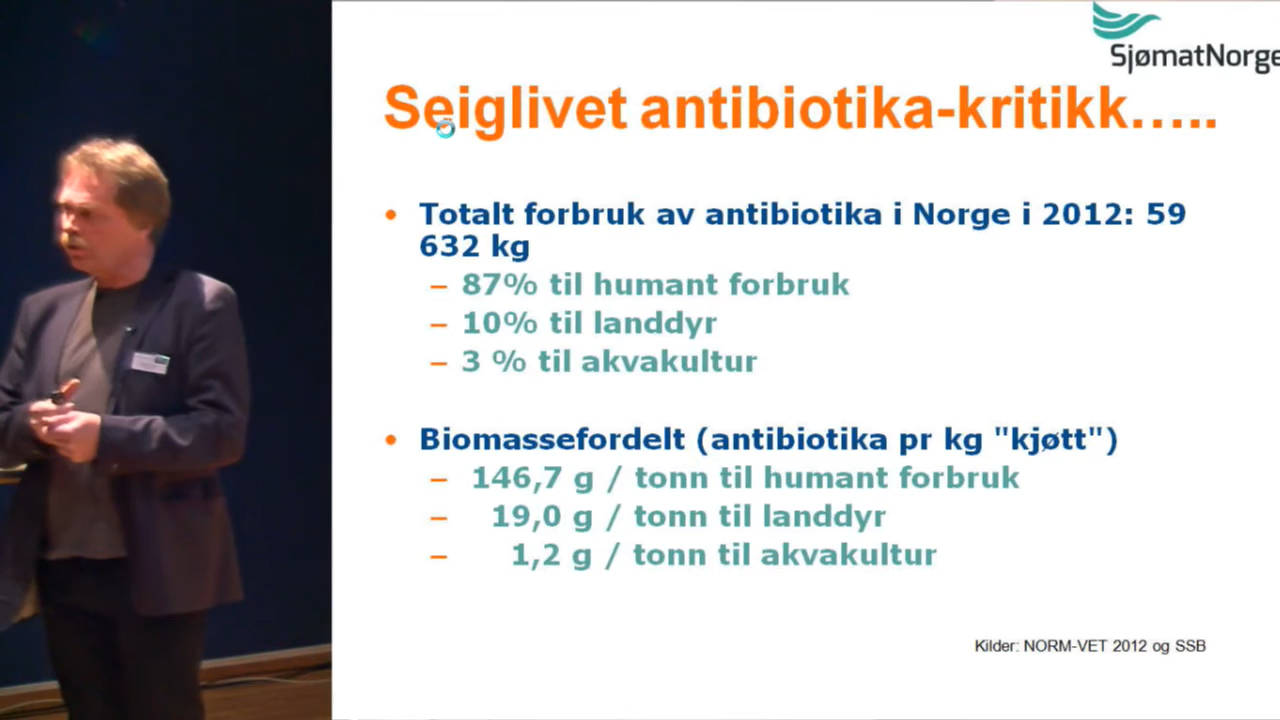 SjømatNorge
Seiglivet antibiotika-kritikk…..
• Totalt forbruk av antibiotika i Norge i 2012: 59
632 kg
– 87% til humant forbruk
– 10% til landdyr
– 3 % til akvakultur
• Biomassefordelt (antibiotika pr kg "kjøtt")
– 146,7 g / tonn til humant forbruk
– 19,0 g / tonn til landdyr
– 1,2 g / tonn til akvakultur
Kilder: NORM-VET 2012 og SSB